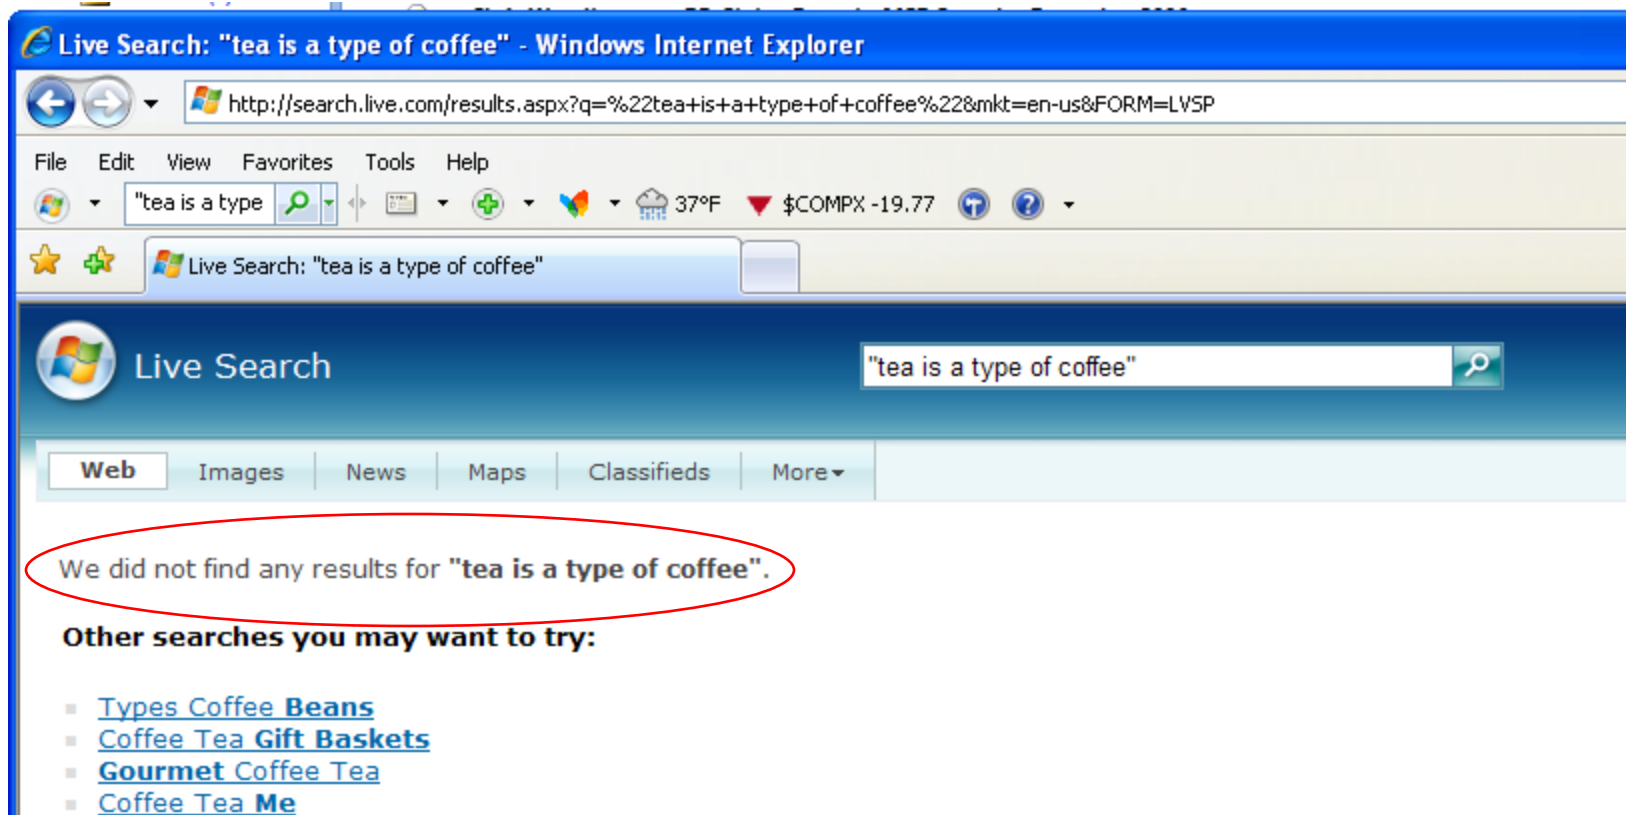 Live Search: "tea is a type of coffee" - Windows Internet Explorer
http://search.live.com/results.aspx?q=%22tea+is+a+type+of+coffee%22&mkt=en-us&FORM=LVSP
File Edit View Favorites Tools Help
"tea is a type 37°F $COMPX -19.77
Live Search: "tea is a type of coffee"
Live Search "tea is a type of coffee"
Web Images News Maps Classifieds More
We did not find any results for "tea is a type of coffee".
Other searches you may want to try:
Types Coffee Beans
Coffee Tea Gift Baskets
Gourmet Coffee Tea
Coffee Tea Me